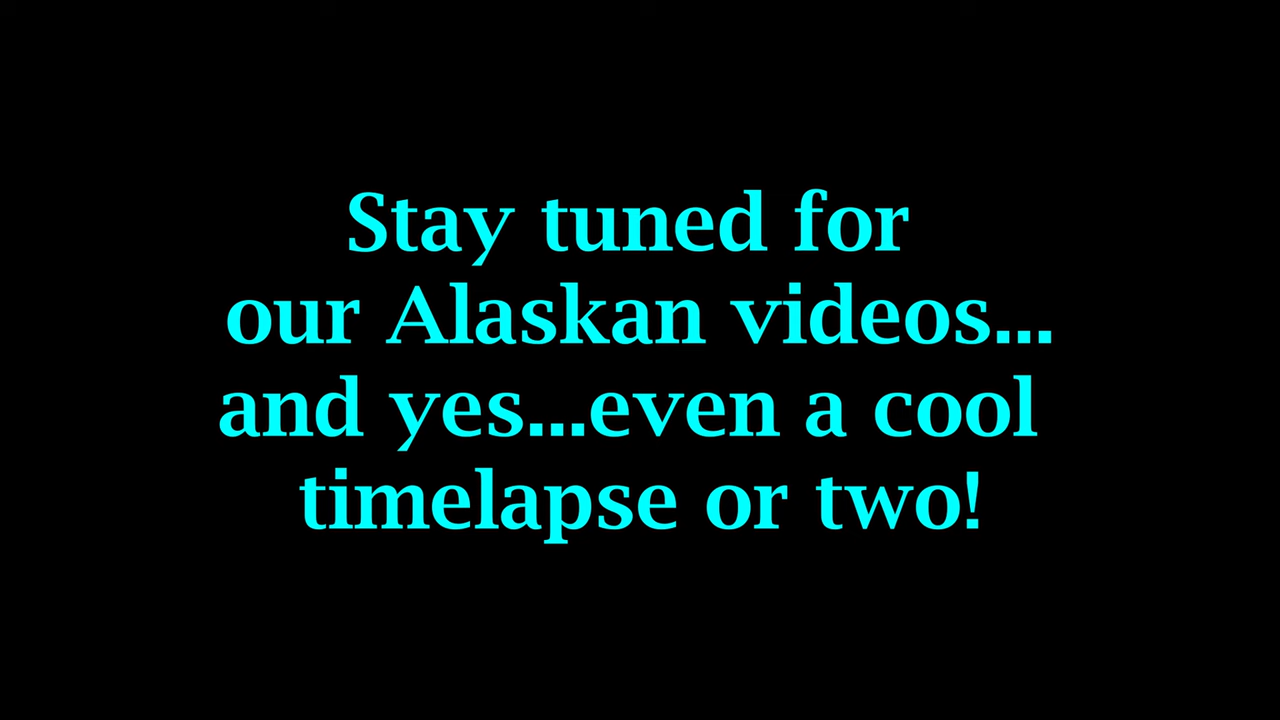 Stay tuned for
our Alaskan videos...
and yes...even a cool
timelapse or two!